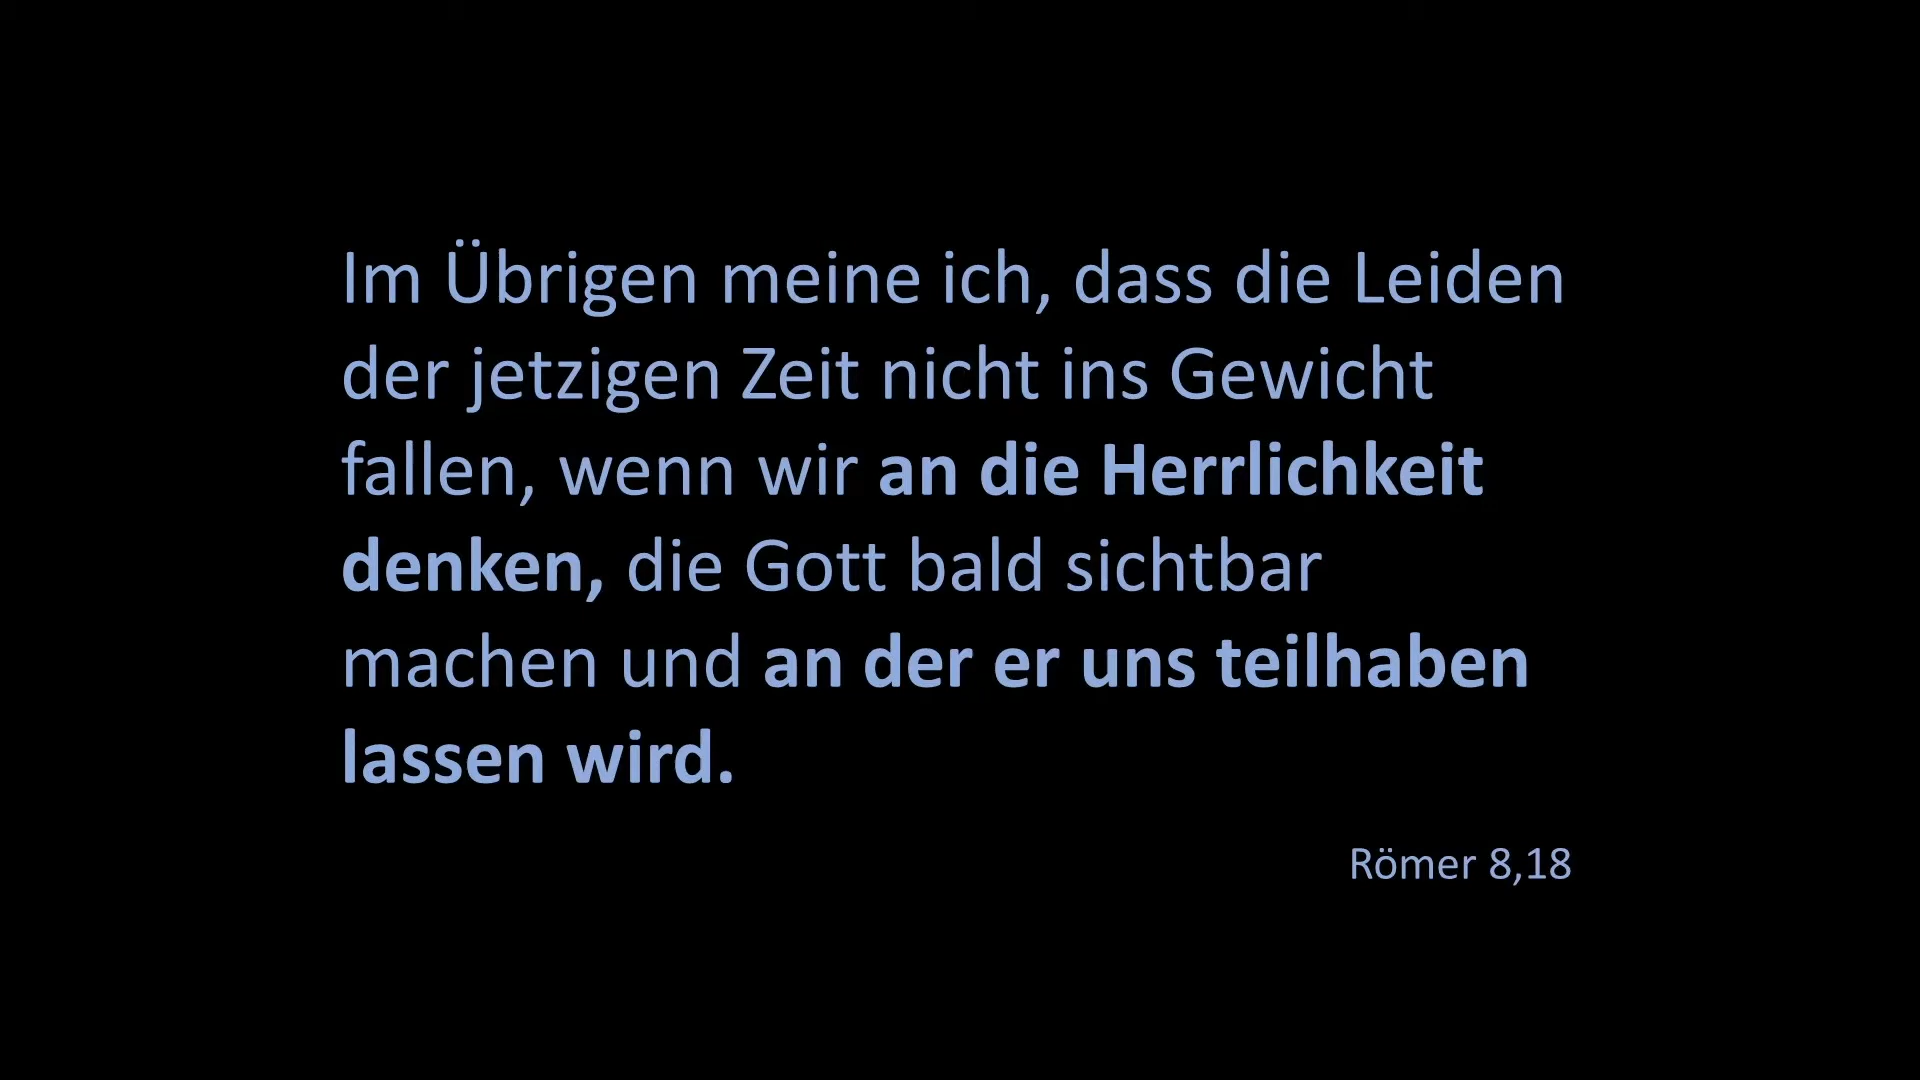 Im Übrigen meine ich, dass die Leiden
der jetzigen Zeit nicht ins Gewicht
fallen, wenn wir an die Herrlichkeit
denken, die Gott bald sichtbar
machen und an der er uns teilhaben
lassen wird.
Römer 8,18